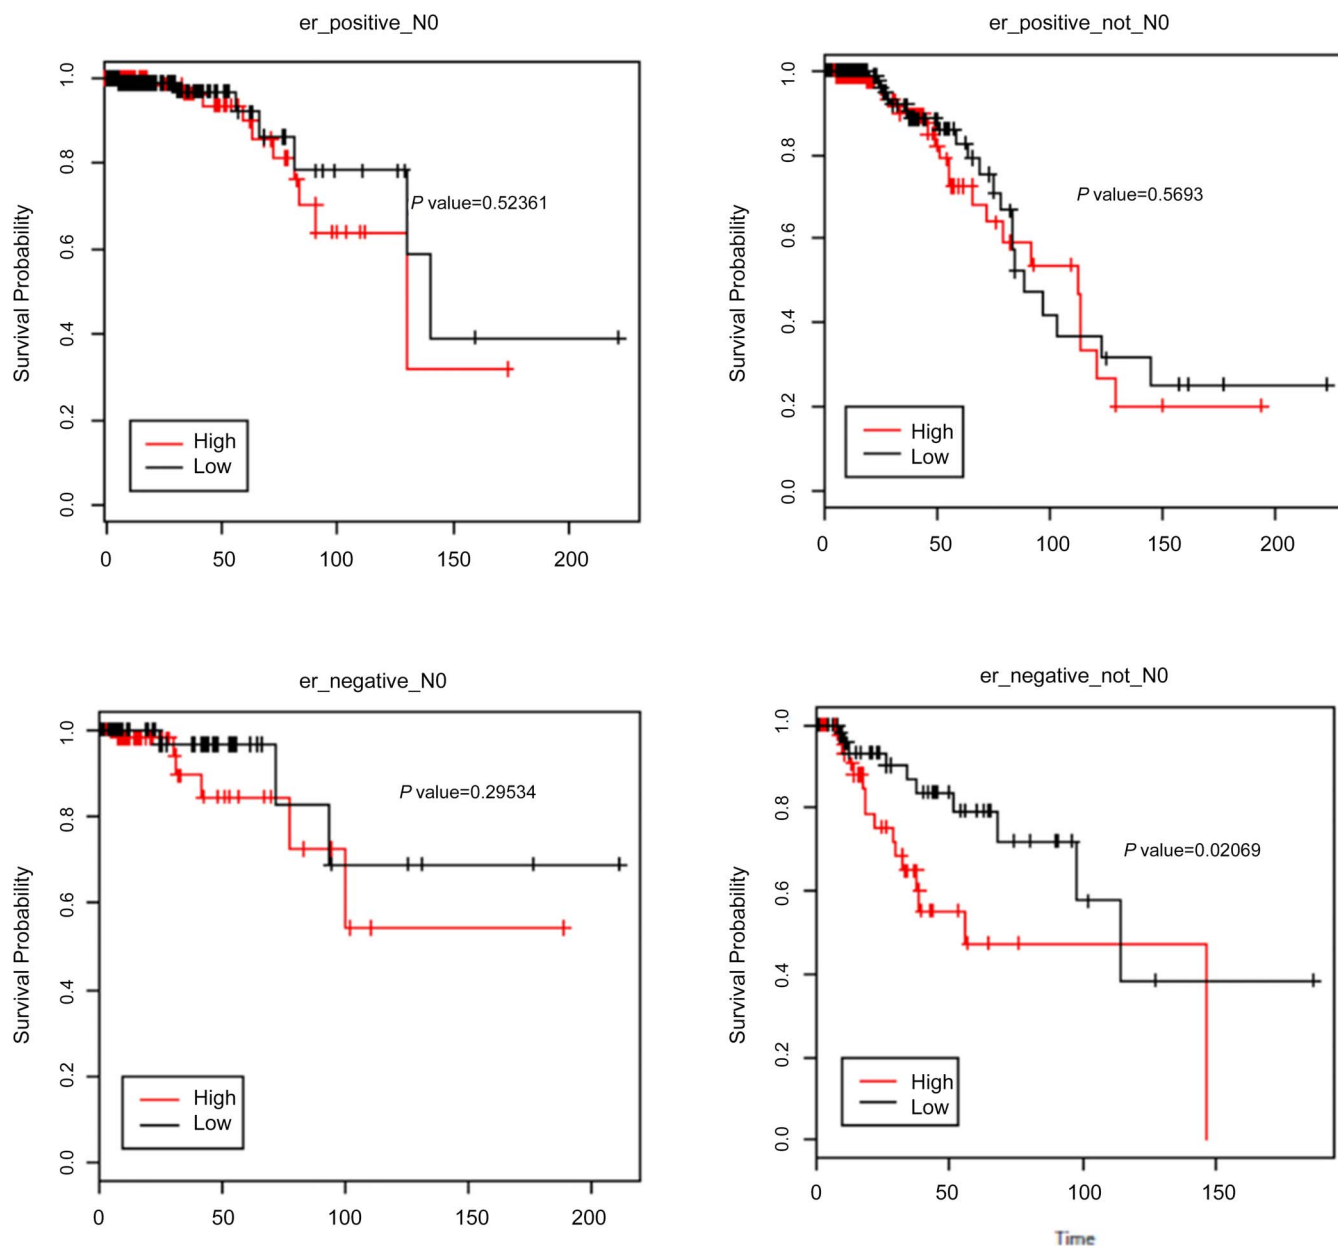 er_positive_N0
Survival Probability
1.0
0.8
0.6
0.4
0.2
0.0
P value=0.52361
High
Low
0 50 100 150 200
er_positive_not_N0
Survival Probability
1.0
0.8
0.6
0.4
0.2
0.0
P value=0.5693
High
Low
0 50 100 150 200
er_negative_N0
Survival Probability
1.0
0.8
0.6
0.4
0.2
0.0
P value=0.29534
High
Low
0 50 100 150 200
er_negative_not_N0
Survival Probability
1.0
0.8
0.6
0.4
0.2
0.0
P value=0.02069
High
Low
0 50 100 150
Time